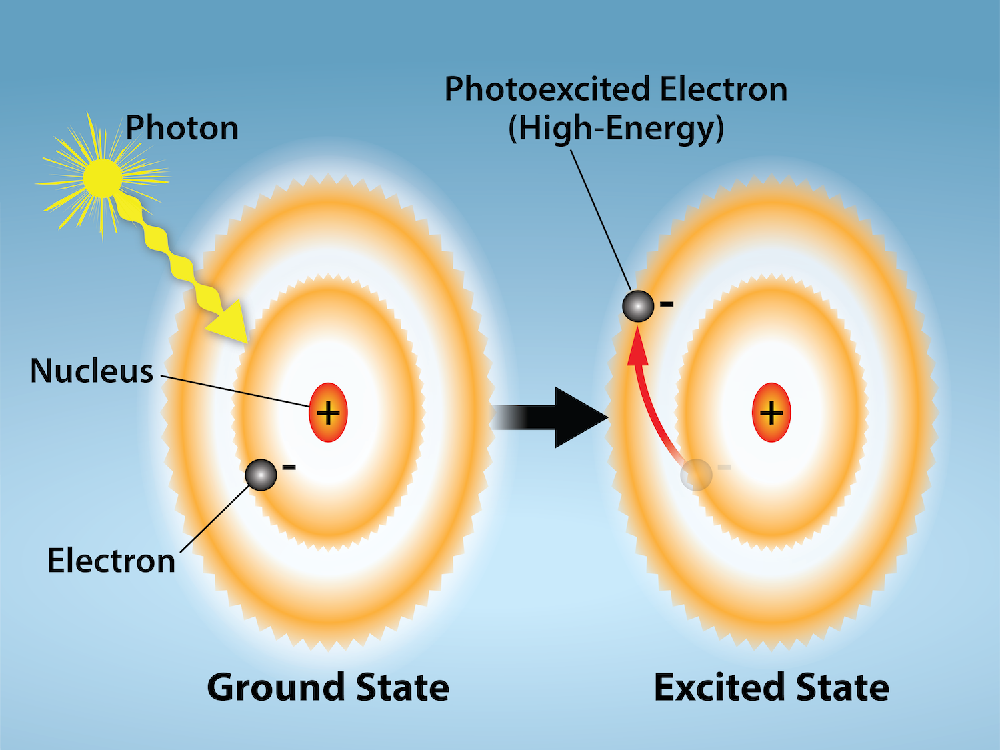 Photoexcited Electron
(High-Energy)
Photon
-
Nucleus
+
+
-
-
Electron
Ground State
Excited State